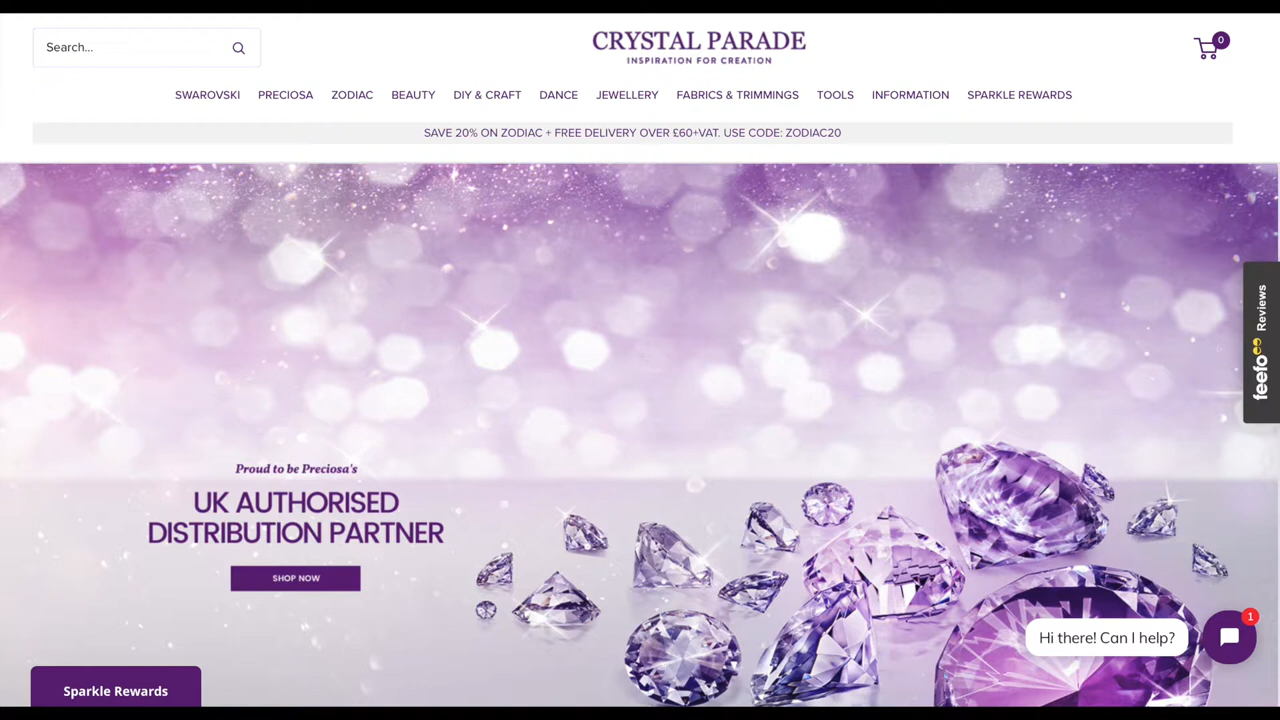 Search...
CRYSTAL PARADE
INSPIRATION FOR CREATION
0
SWAROVSKI PRECIOSA ZODIAC BEAUTY DIY & CRAFT DANCE JEWELLERY FABRICS & TRIMMINGS TOOLS INFORMATION SPARKLE REWARDS
SAVE 20% ON ZODIAC + FREE DELIVERY OVER £60+VAT. USE CODE: ZODIAC20
feefo Reviews
Proud to be Preciosa's
UK AUTHORISED
DISTRIBUTION PARTNER
SHOP NOW
Hi there! Can I help?
1
Sparkle Rewards